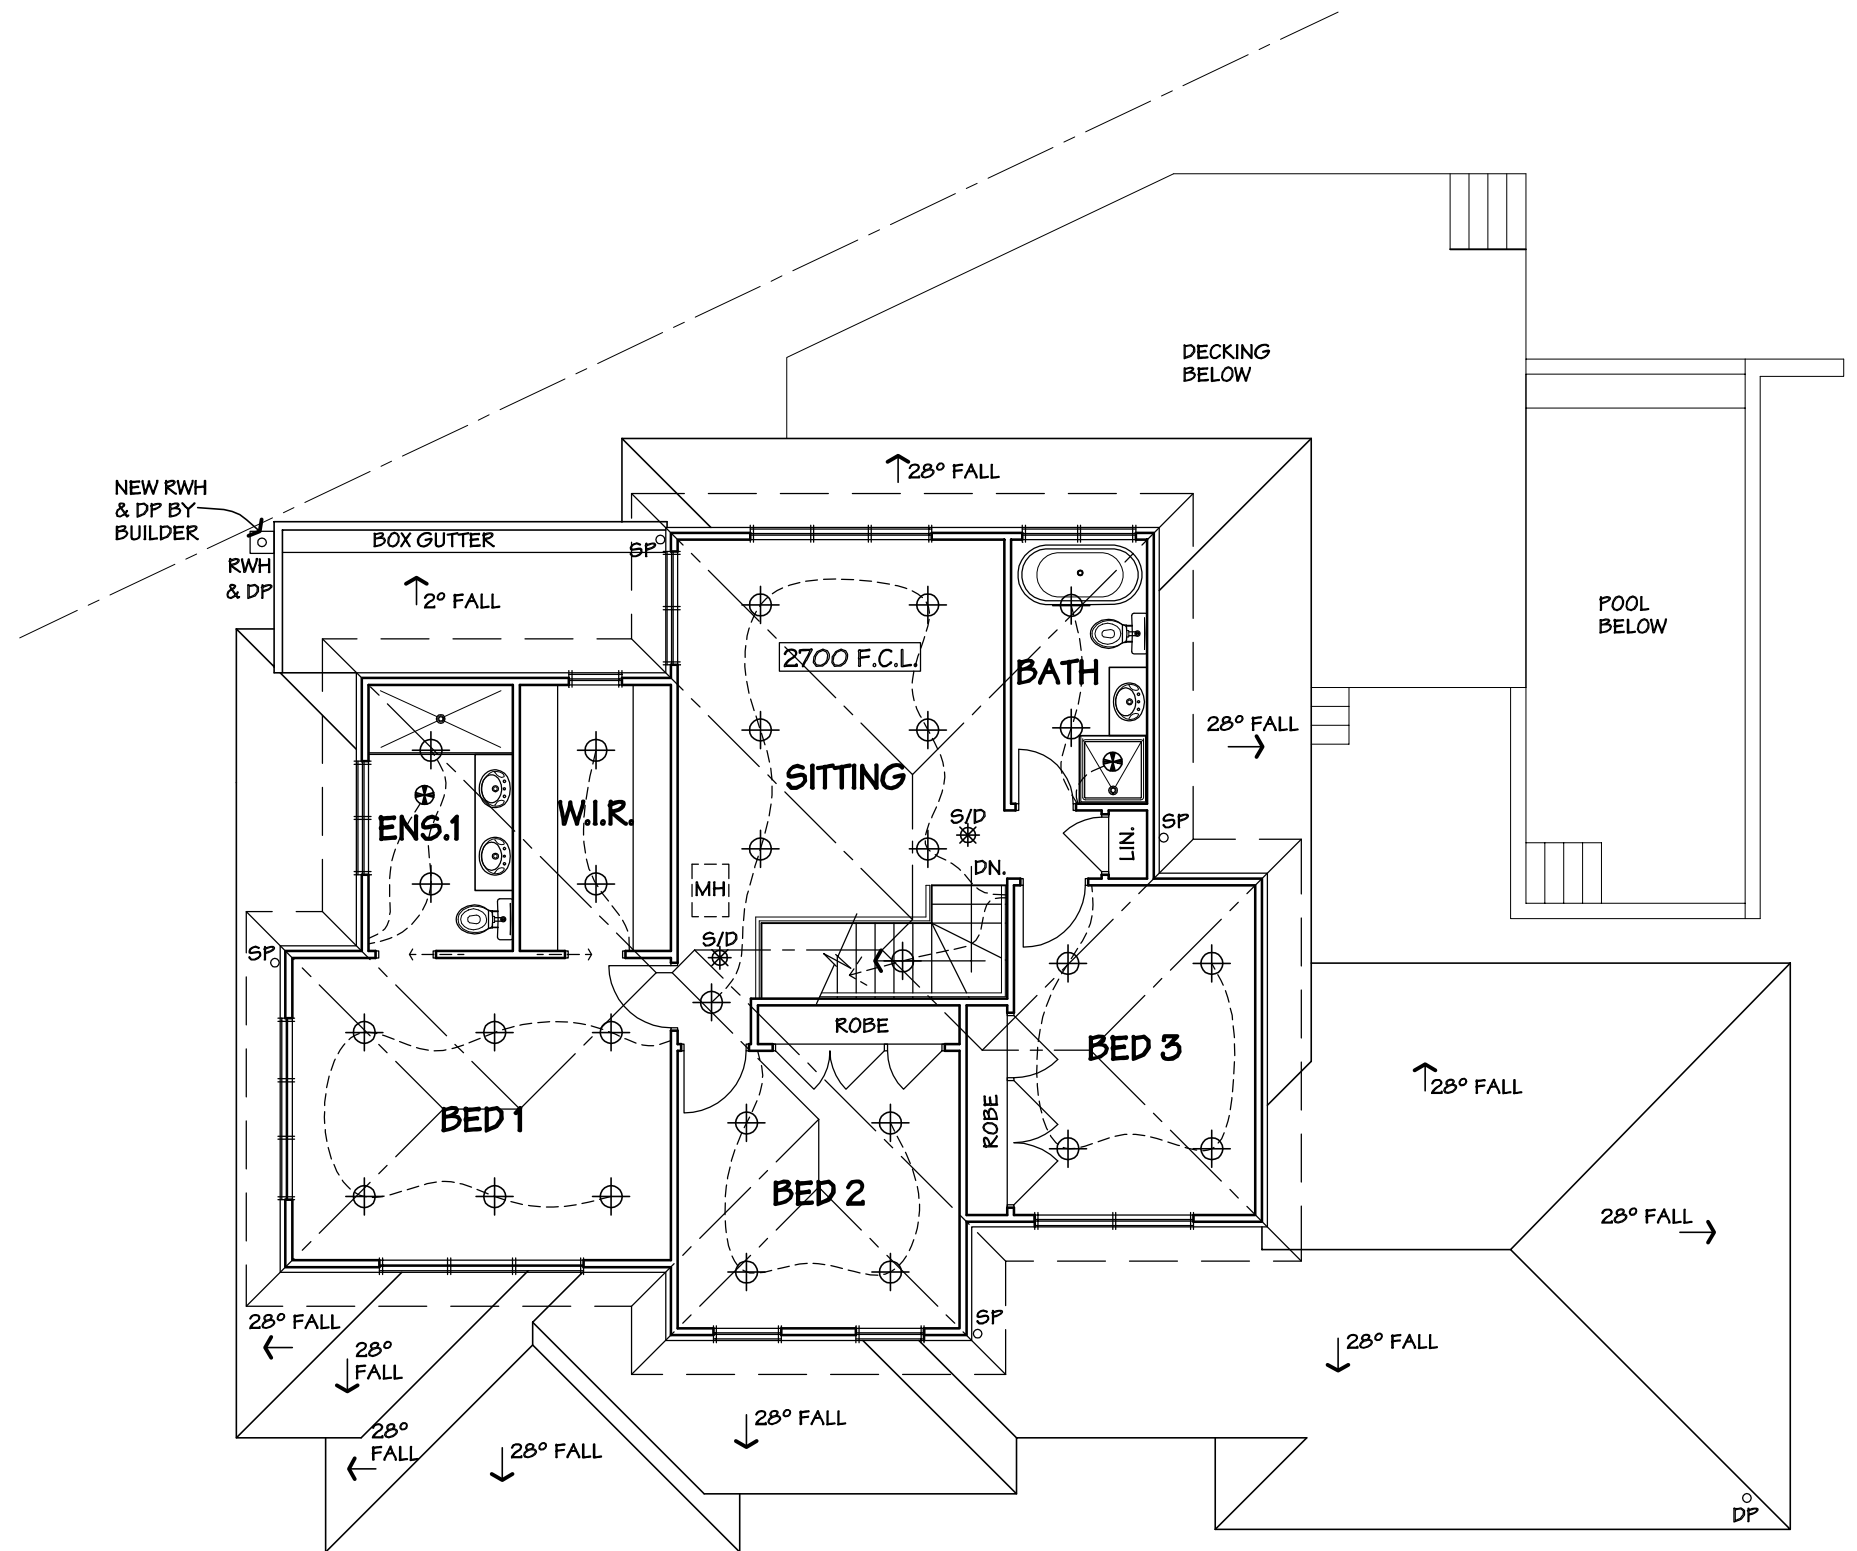 DECKING
BELOW
28° FALL
NEW RWH
& DP BY
BUILDER
BOX GUTTER
SP
RWH
& DP
2° FALL
POOL
BELOW
2700 F.C.L.
BATH
28° FALL
SITTING
W.I.R.
ENS.1
S/D
SP
LIN.
DN.
MH
S/D
SP
ROBE
BED 3
28° FALL
BED 1
ROBE
BED 2
28° FALL
SP
28° FALL
28°
FALL
28° FALL
28° FALL
28°
FALL
28° FALL
DP